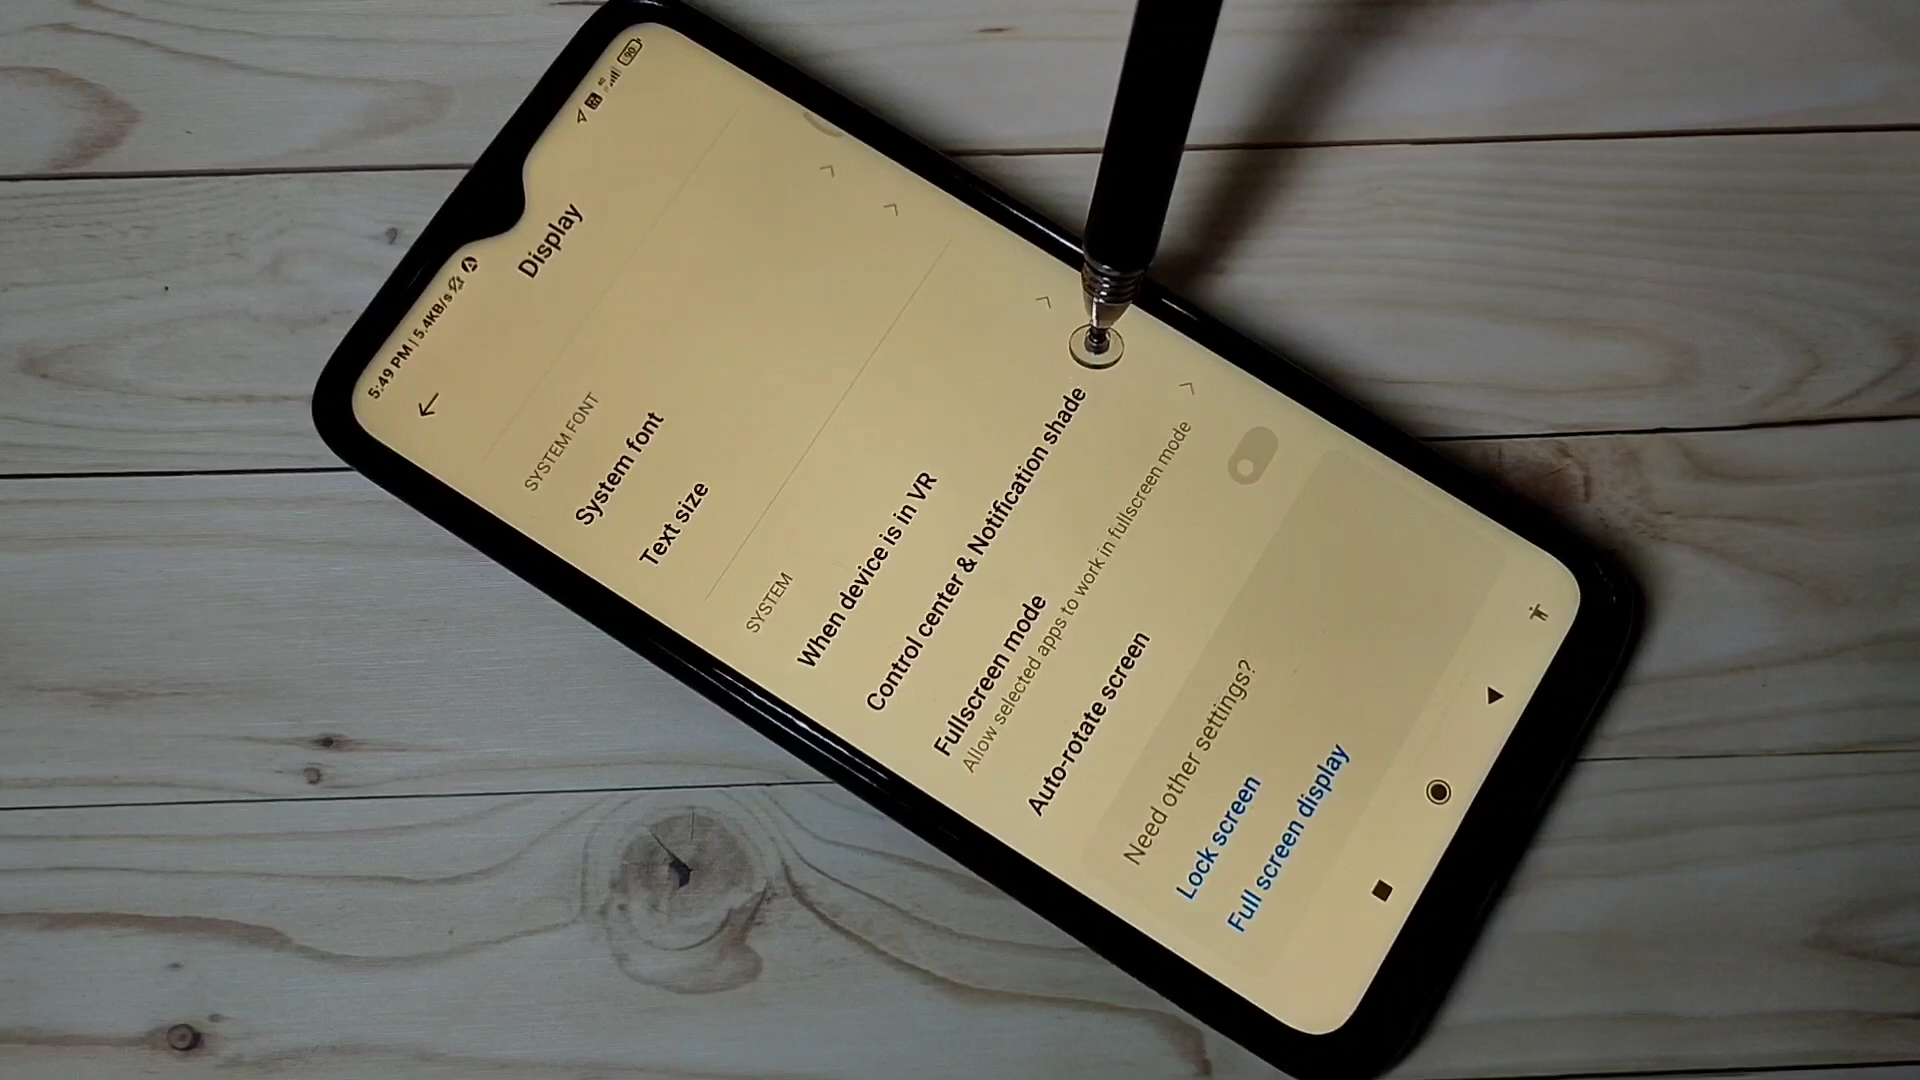 5:49 PM | 5.4KB/s
90
Display
SYSTEM FONT
System font
Text size
SYSTEM
When device is in VR
Control center & Notification shade
Fullscreen mode
Allow selected apps to work in fullscreen mode
Auto-rotate screen
Need other settings?
Lock screen
Full screen display